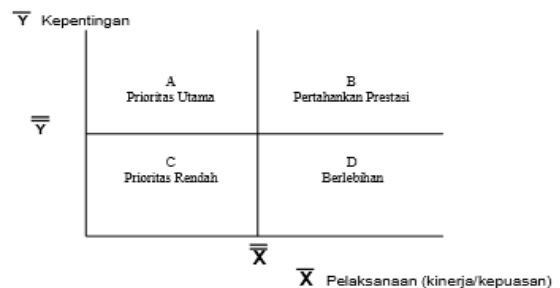 Y̅ Kepentingan
A
Prioritas Utama
B
Pertahankan Prestasi
Y̿
C
Prioritas Rendah
D
Berlebihan
X̿
X̅ Pelaksanaan (kinerja/kepuasan)